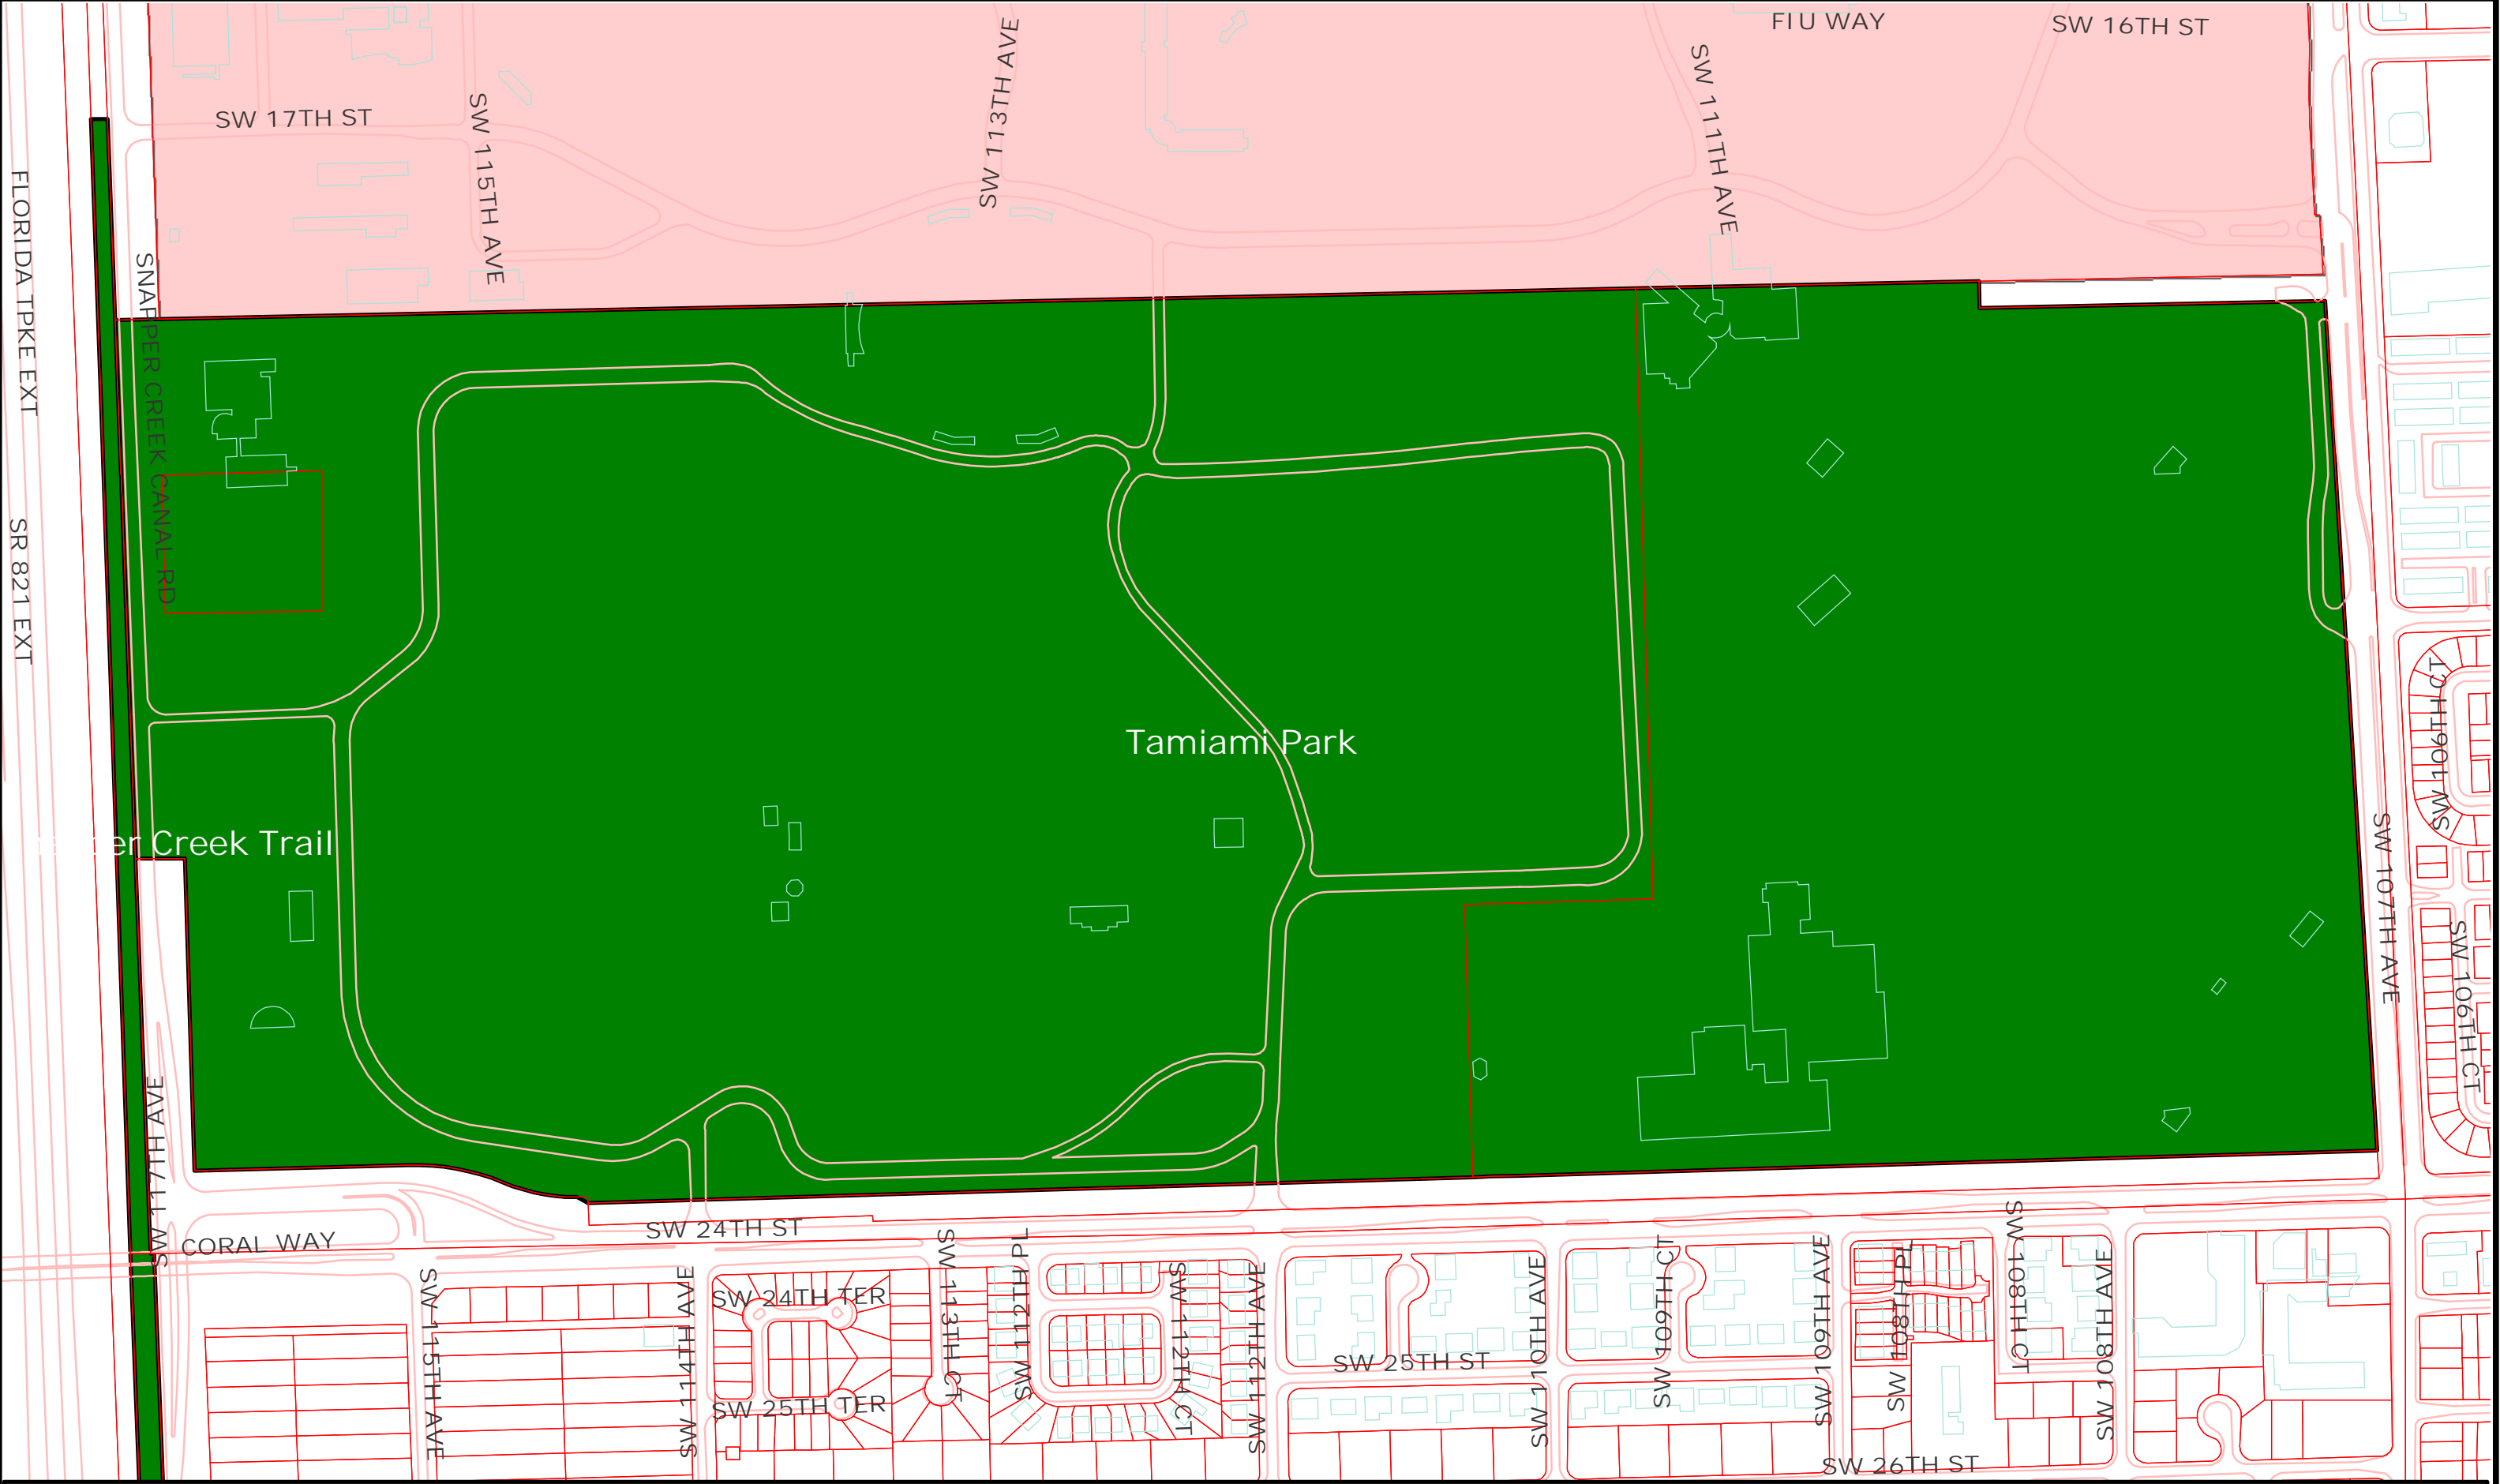 FIU WAY
SW 16TH ST
SW 17TH ST
SW 115TH AVE
SW 113TH AVE
SW 111TH AVE
FLORIDA TPKE EXT
SNAPPER CREEK CANAL RD
SR 821 EXT
Tamiami Park
SW 106TH CT
er Creek Trail
SW 107TH AVE
SW 106TH CT
SW 117TH AVE
CORAL WAY
SW 24TH ST
SW 115TH AVE
SW 114TH AVE
SW 24TH TER
SW 25TH TER
SW 113TH CT
SW 112TH PL
SW 112TH CT
SW 112TH AVE
SW 25TH ST
SW 110TH AVE
SW 109TH CT
SW 109TH AVE
SW 108TH PL
SW 108TH CT
SW 108TH AVE
SW 26TH ST